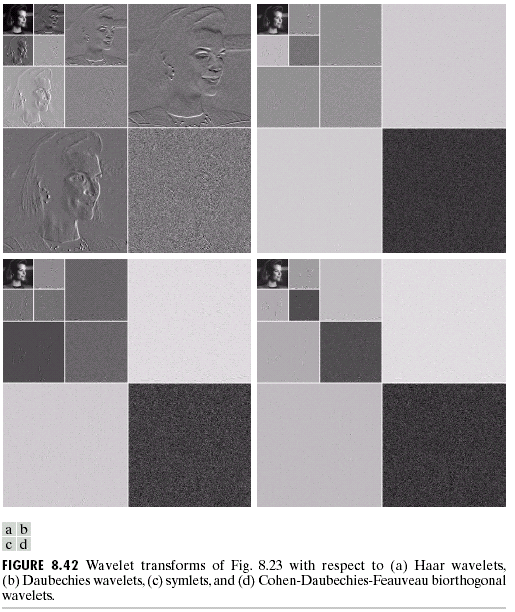 a b
c d
FIGURE 8.42 Wavelet transforms of Fig. 8.23 with respect to (a) Haar wavelets,
(b) Daubechies wavelets, (c) symlets, and (d) Cohen-Daubechies-Feauveau biorthogonal
wavelets.